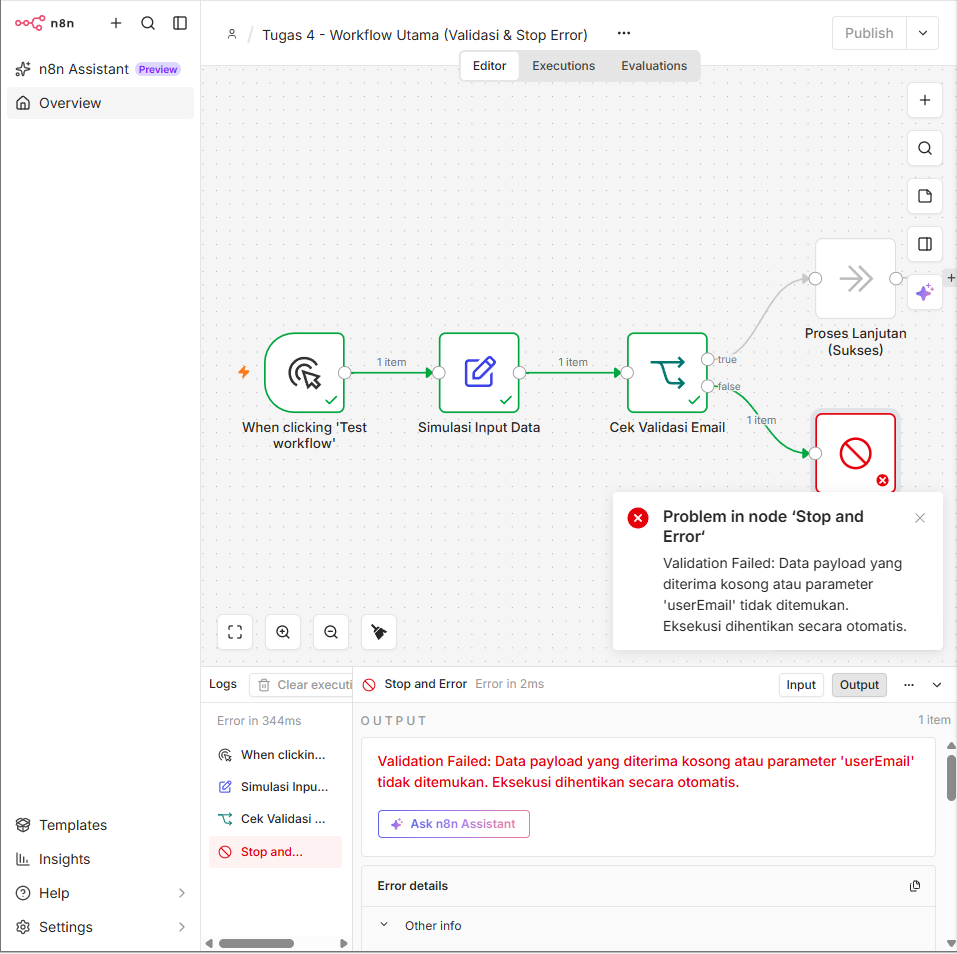 n8n
n8n Assistant Preview
Overview
Templates
Insights
Help
Settings
/ Tugas 4 - Workflow Utama (Validasi & Stop Error) ...
Publish
Editor Executions Evaluations
When clicking 'Test
workflow'
1 item
Simulasi Input Data
1 item
Cek Validasi Email
true
false
1 item
Proses Lanjutan
(Sukses)
Problem in node ‘Stop and
Error‘
Validation Failed: Data payload yang
diterima kosong atau parameter
'userEmail' tidak ditemukan.
Eksekusi dihentikan secara otomatis.
Logs Clear executi
Error in 344ms
When clickin...
Simulasi Inpu...
Cek Validasi ...
Stop and...
Stop and Error Error in 2ms
Input Output ...
OUTPUT 1 item
Validation Failed: Data payload yang diterima kosong atau parameter 'userEmail'
tidak ditemukan. Eksekusi dihentikan secara otomatis.
Ask n8n Assistant
Error details
Other info